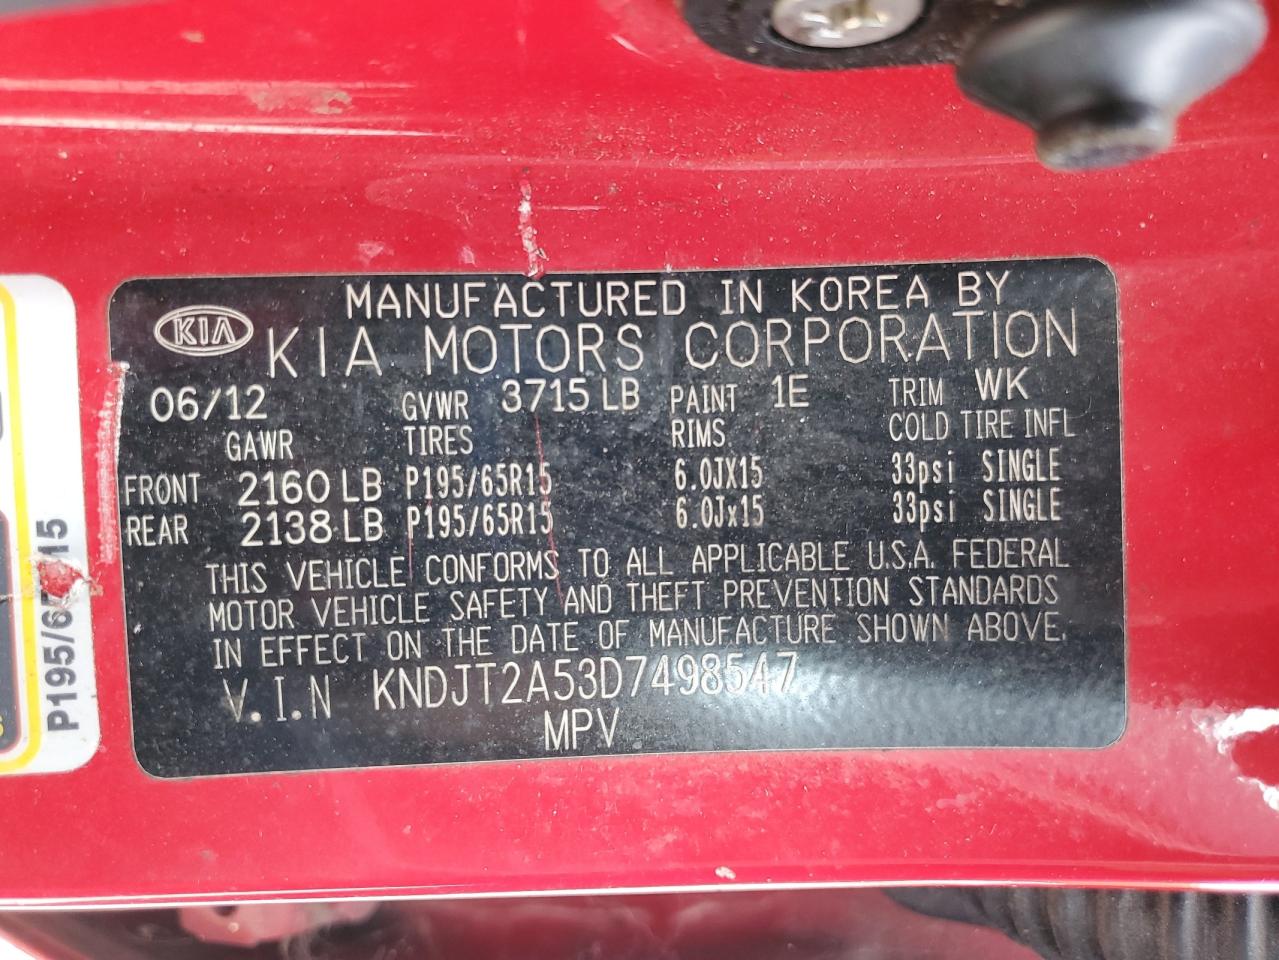 MANUFACTURED IN KOREA BY
KIA
KIA MOTORS CORPORATION
06/12 GVWR 3715 LB PAINT 1E TRIM WK
GAWR TIRES RIMS COLD TIRE INFL
FRONT 2160 LB P195/65R15 6.0JX15 33psi SINGLE
REAR 2138 LB P195/65R15 6.0Jx15 33psi SINGLE
THIS VEHICLE CONFORMS TO ALL APPLICABLE U.S.A. FEDERAL
MOTOR VEHICLE SAFETY AND THEFT PREVENTION STANDARDS
IN EFFECT ON THE DATE OF MANUFACTURE SHOWN ABOVE.
V.I.N KNDJT2A53D7498547
MPV